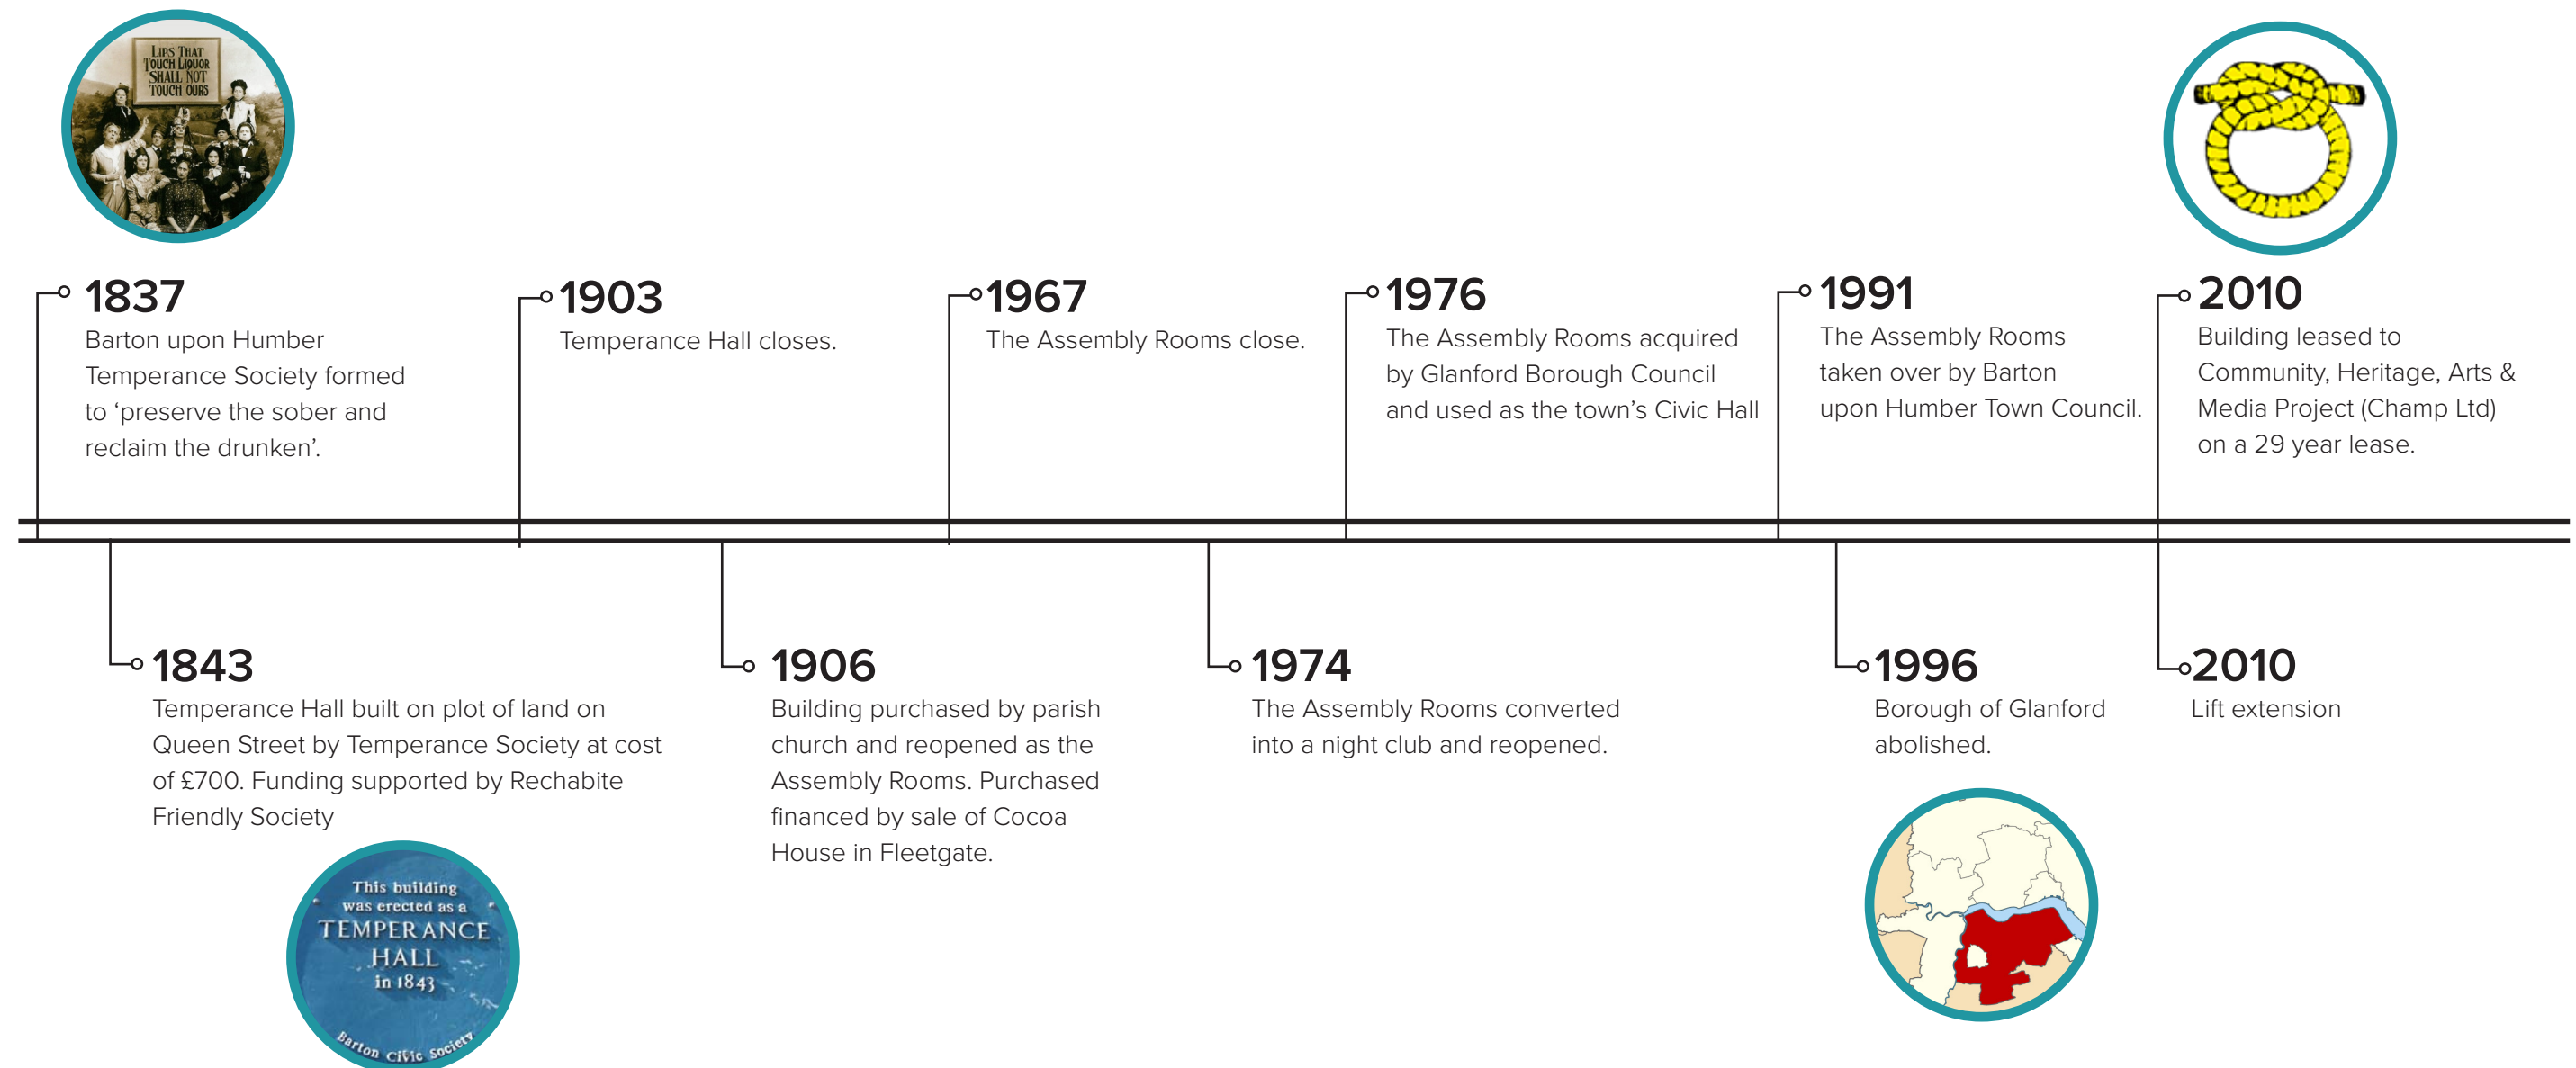 LIPS THAT
TOUCH LIQUOR
SHALL NOT
TOUCH OURS
1837
Barton upon Humber
Temperance Society formed
to ‘preserve the sober and
reclaim the drunken’.
1903
Temperance Hall closes.
1967
The Assembly Rooms close.
1976
The Assembly Rooms acquired
by Glanford Borough Council
and used as the town’s Civic Hall
1991
The Assembly Rooms
taken over by Barton
upon Humber Town Council.
2010
Building leased to
Community, Heritage, Arts &
Media Project (Champ Ltd)
on a 29 year lease.
1843
Temperance Hall built on plot of land on
Queen Street by Temperance Society at cost
of £700. Funding supported by Rechabite
Friendly Society
This building
was erected as a
TEMPERANCE
HALL
in 1843
Barton Civic Society
1906
Building purchased by parish
church and reopened as the
Assembly Rooms. Purchased
financed by sale of Cocoa
House in Fleetgate.
1974
The Assembly Rooms converted
into a night club and reopened.
1996
Borough of Glanford
abolished.
2010
Lift extension